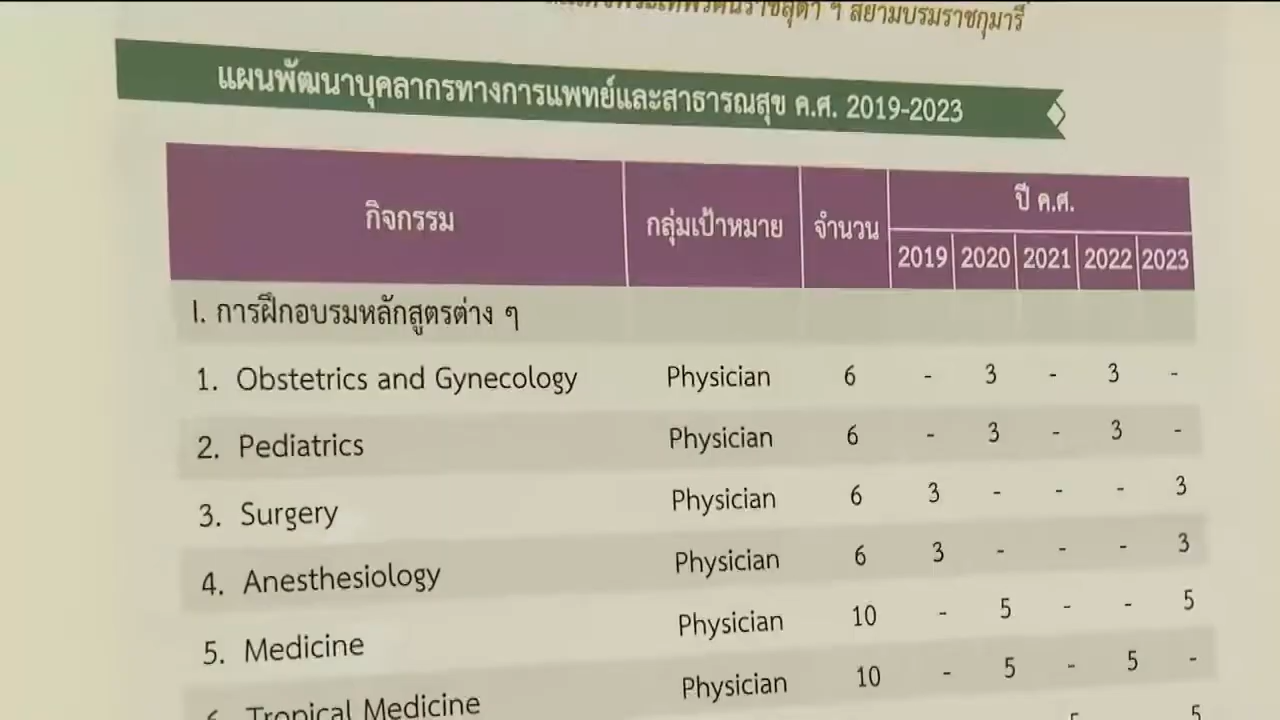 ฯ สยามบรมราชกุมารี
แผนพัฒนาบุคลากรทางการแพทย์และสาธารณสุข ค.ศ. 2019-2023
กิจกรรม กลุ่มเป้าหมาย จำนวน ปี ค.ศ.
2019 2020 2021 2022 2023
I. การฝึกอบรมหลักสูตรต่าง ๆ
1. Obstetrics and Gynecology Physician 6 - 3 - 3 -
2. Pediatrics Physician 6 - 3 - 3 -
3. Surgery Physician 6 3 - - - 3
4. Anesthesiology Physician 6 3 - - - 3
5. Medicine Physician 10 - 5 - - 5
6. Tropical Medicine Physician 10 - 5 - 5 -
5 5